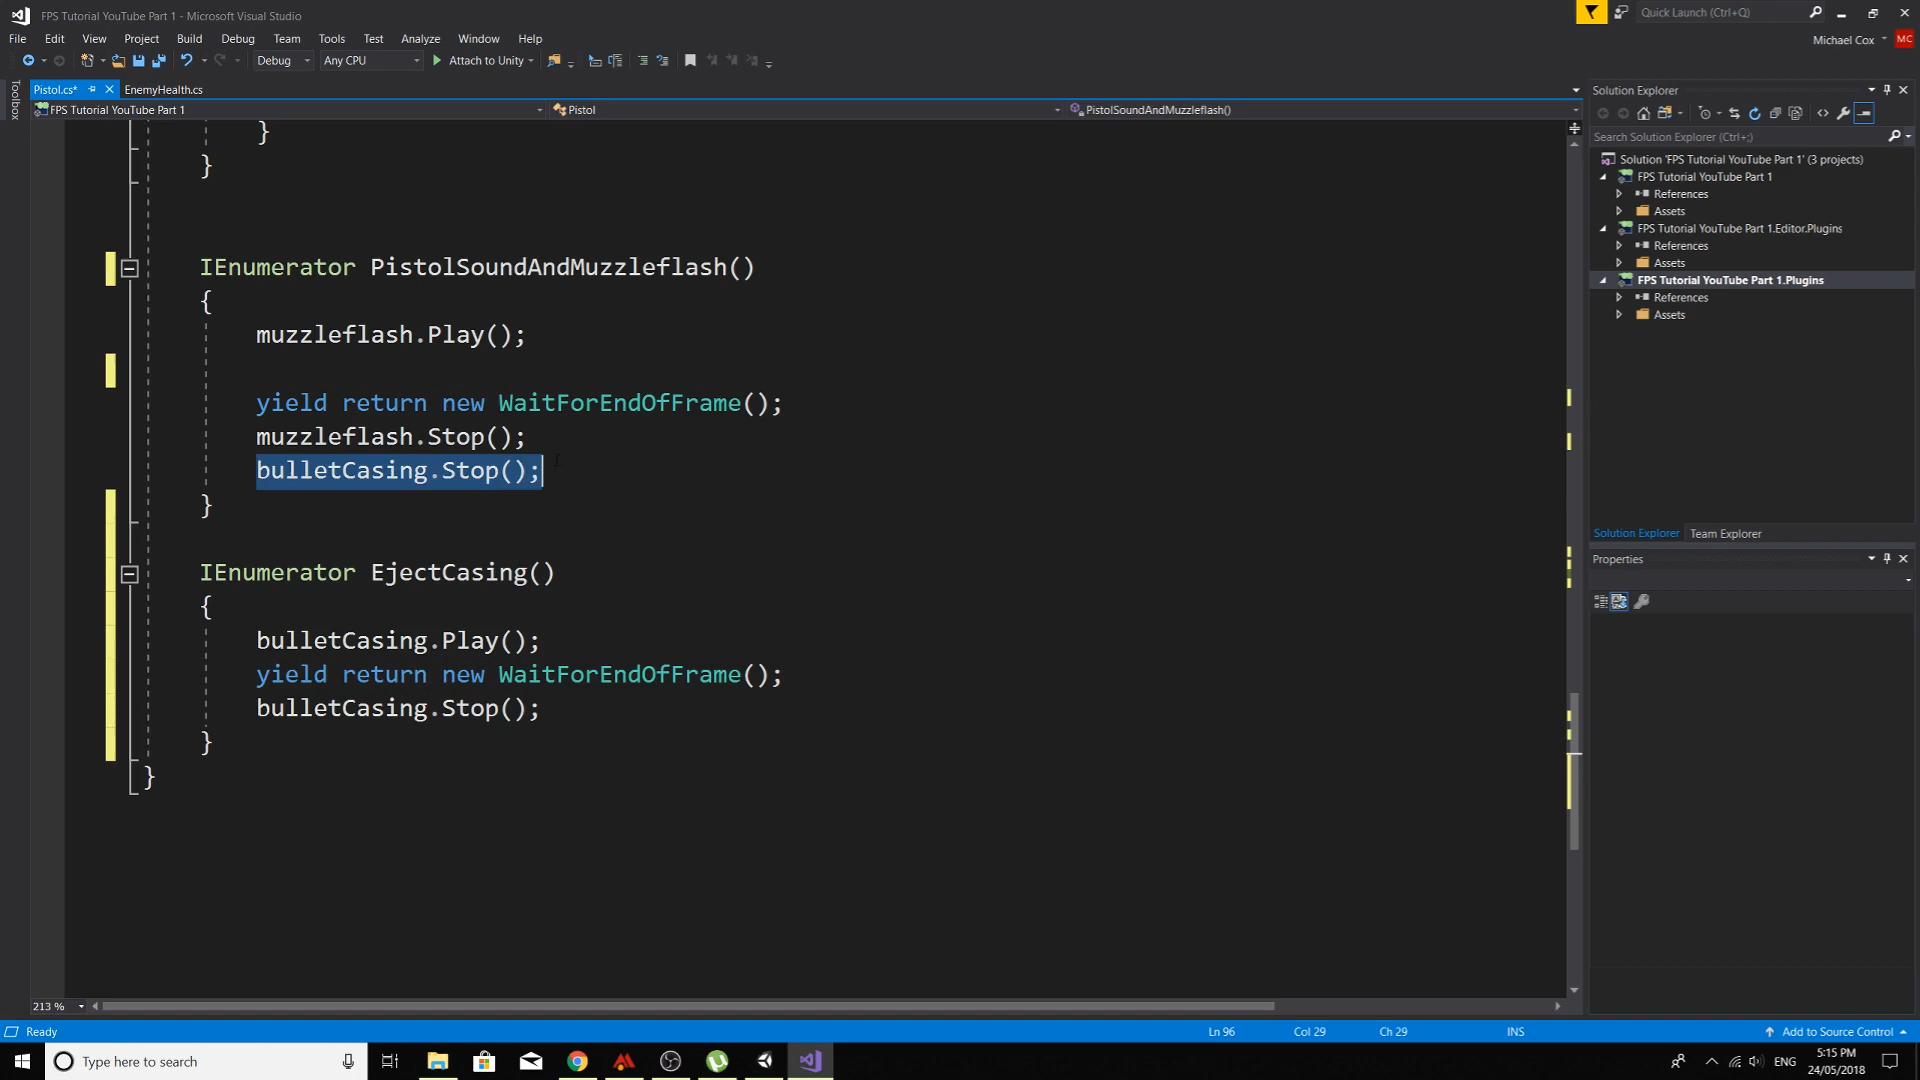 FPS Tutorial YouTube Part 1 - Microsoft Visual Studio
Quick Launch (Ctrl+Q)
File Edit View Project Build Debug Team Tools Test Analyze Window Help
Michael Cox MC
Debug Any CPU Attach to Unity
Toolbox
Pistol.cs* EnemyHealth.cs
FPS Tutorial YouTube Part 1 Pistol PistolSoundAndMuzzleflash()
}
}
IEnumerator PistolSoundAndMuzzleflash()
{
muzzleflash.Play();
yield return new WaitForEndOfFrame();
muzzleflash.Stop();
bulletCasing.Stop();
}
IEnumerator EjectCasing()
{
bulletCasing.Play();
yield return new WaitForEndOfFrame();
bulletCasing.Stop();
}
}
213 %
Solution Explorer
Search Solution Explorer (Ctrl+;)
Solution 'FPS Tutorial YouTube Part 1' (3 projects)
FPS Tutorial YouTube Part 1
References
Assets
FPS Tutorial YouTube Part 1.Editor.Plugins
References
Assets
FPS Tutorial YouTube Part 1.Plugins
References
Assets
Solution Explorer Team Explorer
Properties
Ready Ln 96 Col 29 Ch 29 INS Add to Source Control
Type here to search
ENG
5:15 PM
24/05/2018